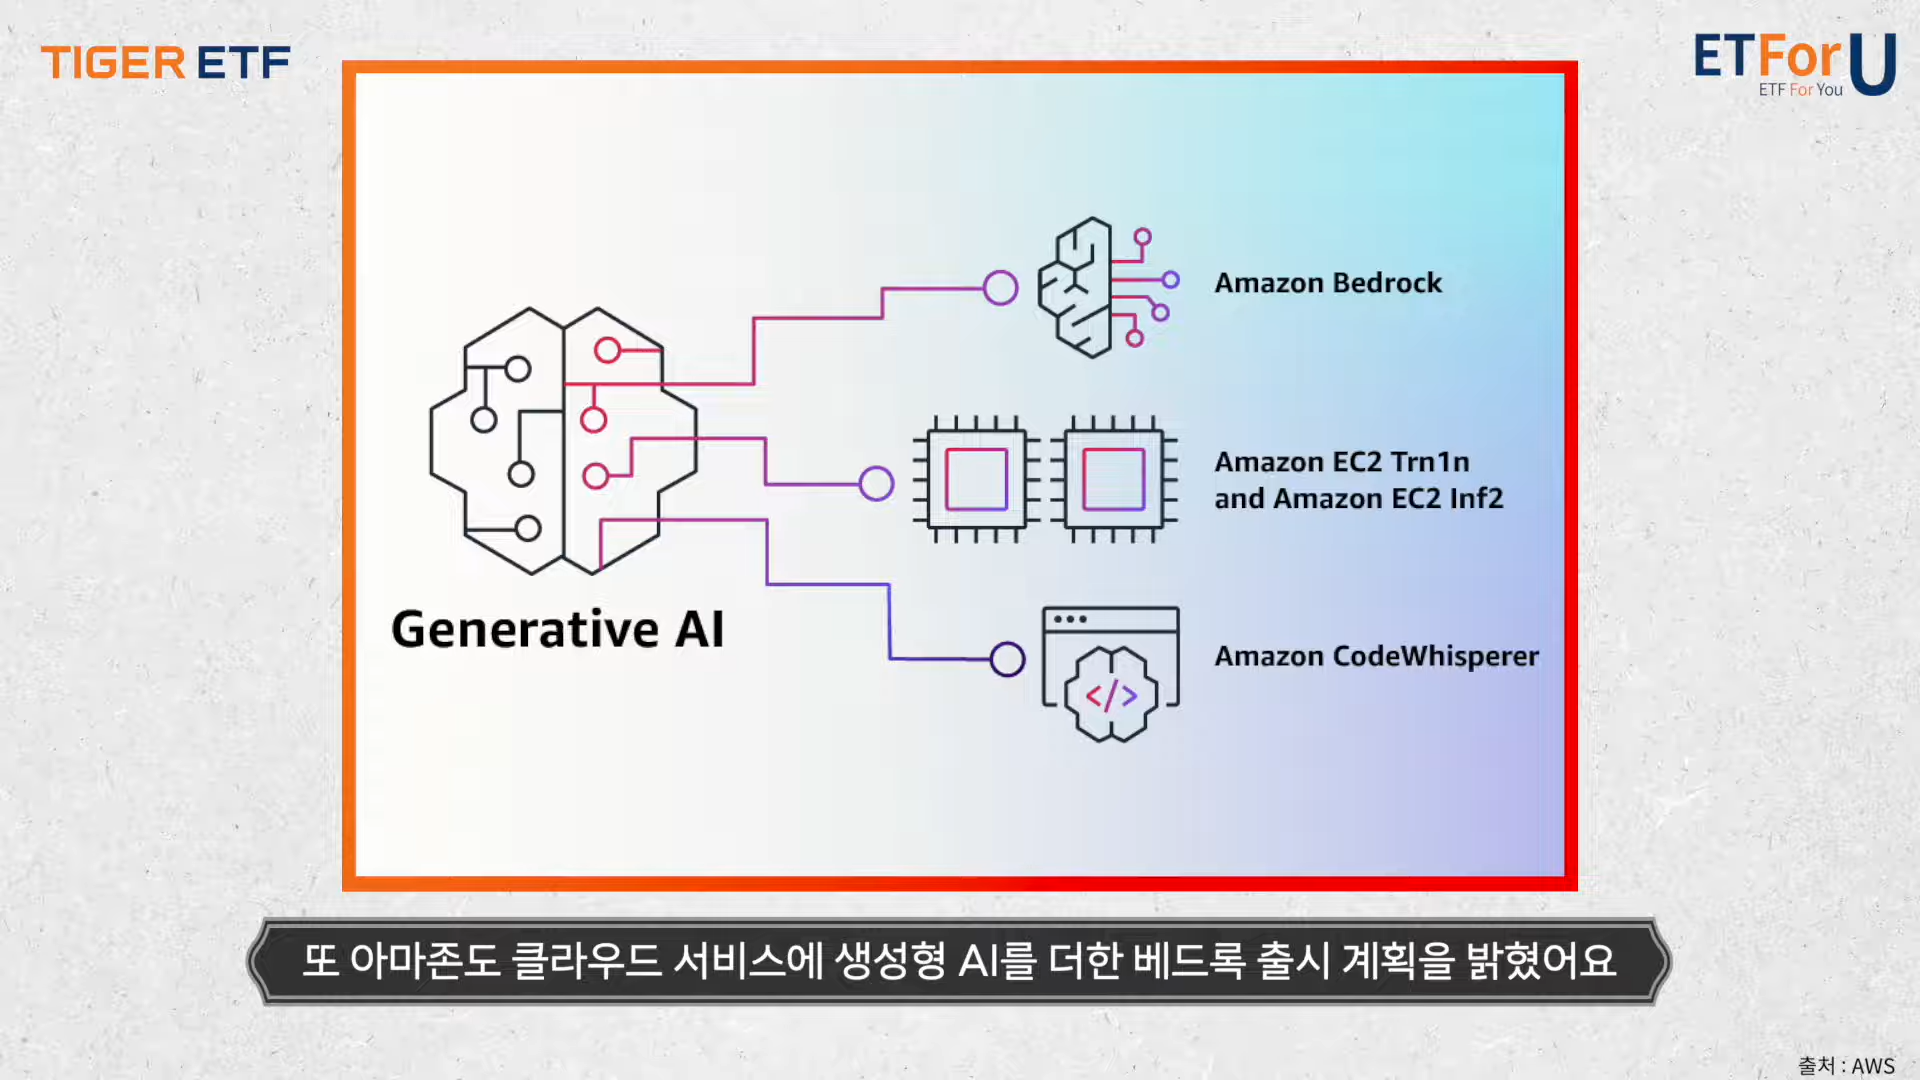 TIGER ETF
ETForU
ETF For You
Generative AI
Amazon Bedrock
Amazon EC2 Trn1n
and Amazon EC2 Inf2
</>
Amazon CodeWhisperer
또 아마존도 클라우드 서비스에 생성형 AI를 더한 베드록 출시 계획을 밝혔어요
출처 : AWS